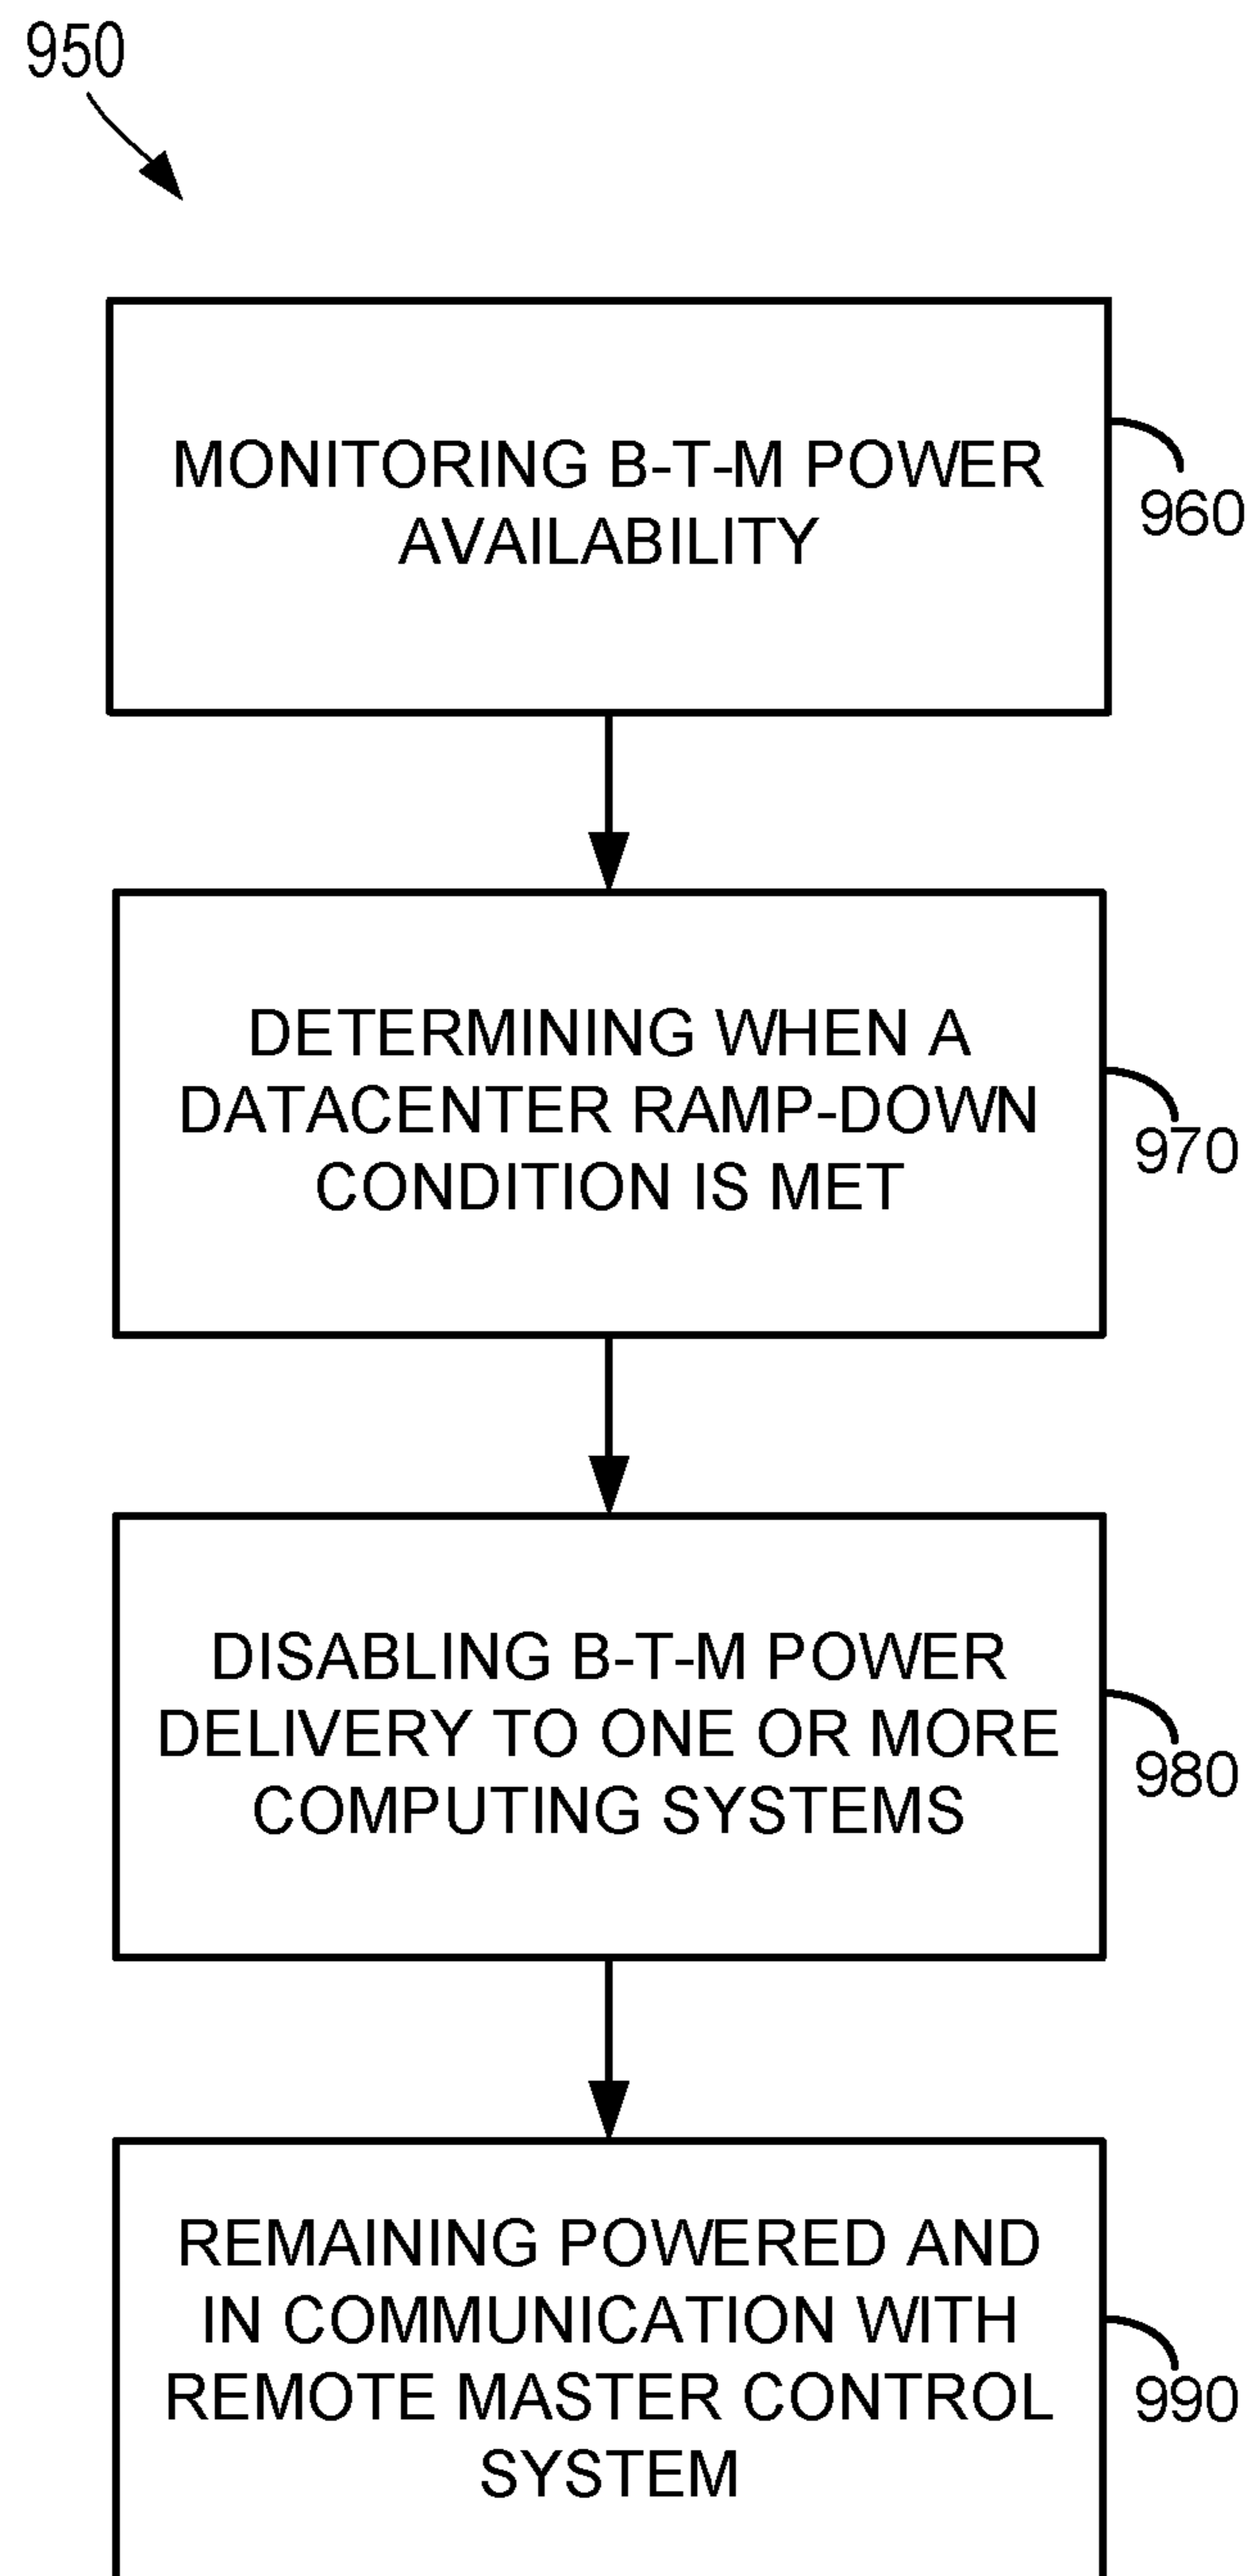 950
MONITORING B-T-M POWER
AVAILABILITY
960
DETERMINING WHEN A
DATACENTER RAMP-DOWN
CONDITION IS MET
970
DISABLING B-T-M POWER
DELIVERY TO ONE OR MORE
COMPUTING SYSTEMS
980
REMAINING POWERED AND
IN COMMUNICATION WITH
REMOTE MASTER CONTROL
SYSTEM
990